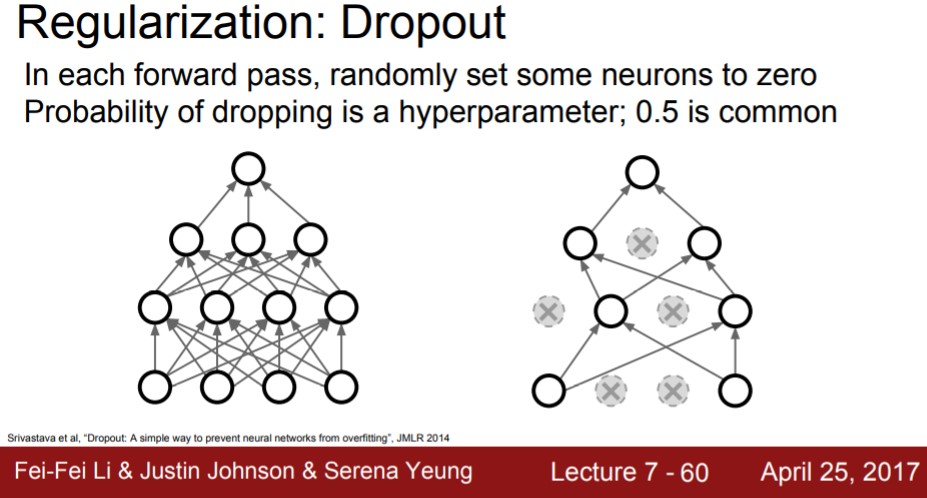 Regularization: Dropout
In each forward pass, randomly set some neurons to zero
Probability of dropping is a hyperparameter; 0.5 is common
Srivastava et al, "Dropout: A simple way to prevent neural networks from overfitting", JMLR 2014
Fei-Fei Li & Justin Johnson & Serena Yeung Lecture 7 - 60 April 25, 2017